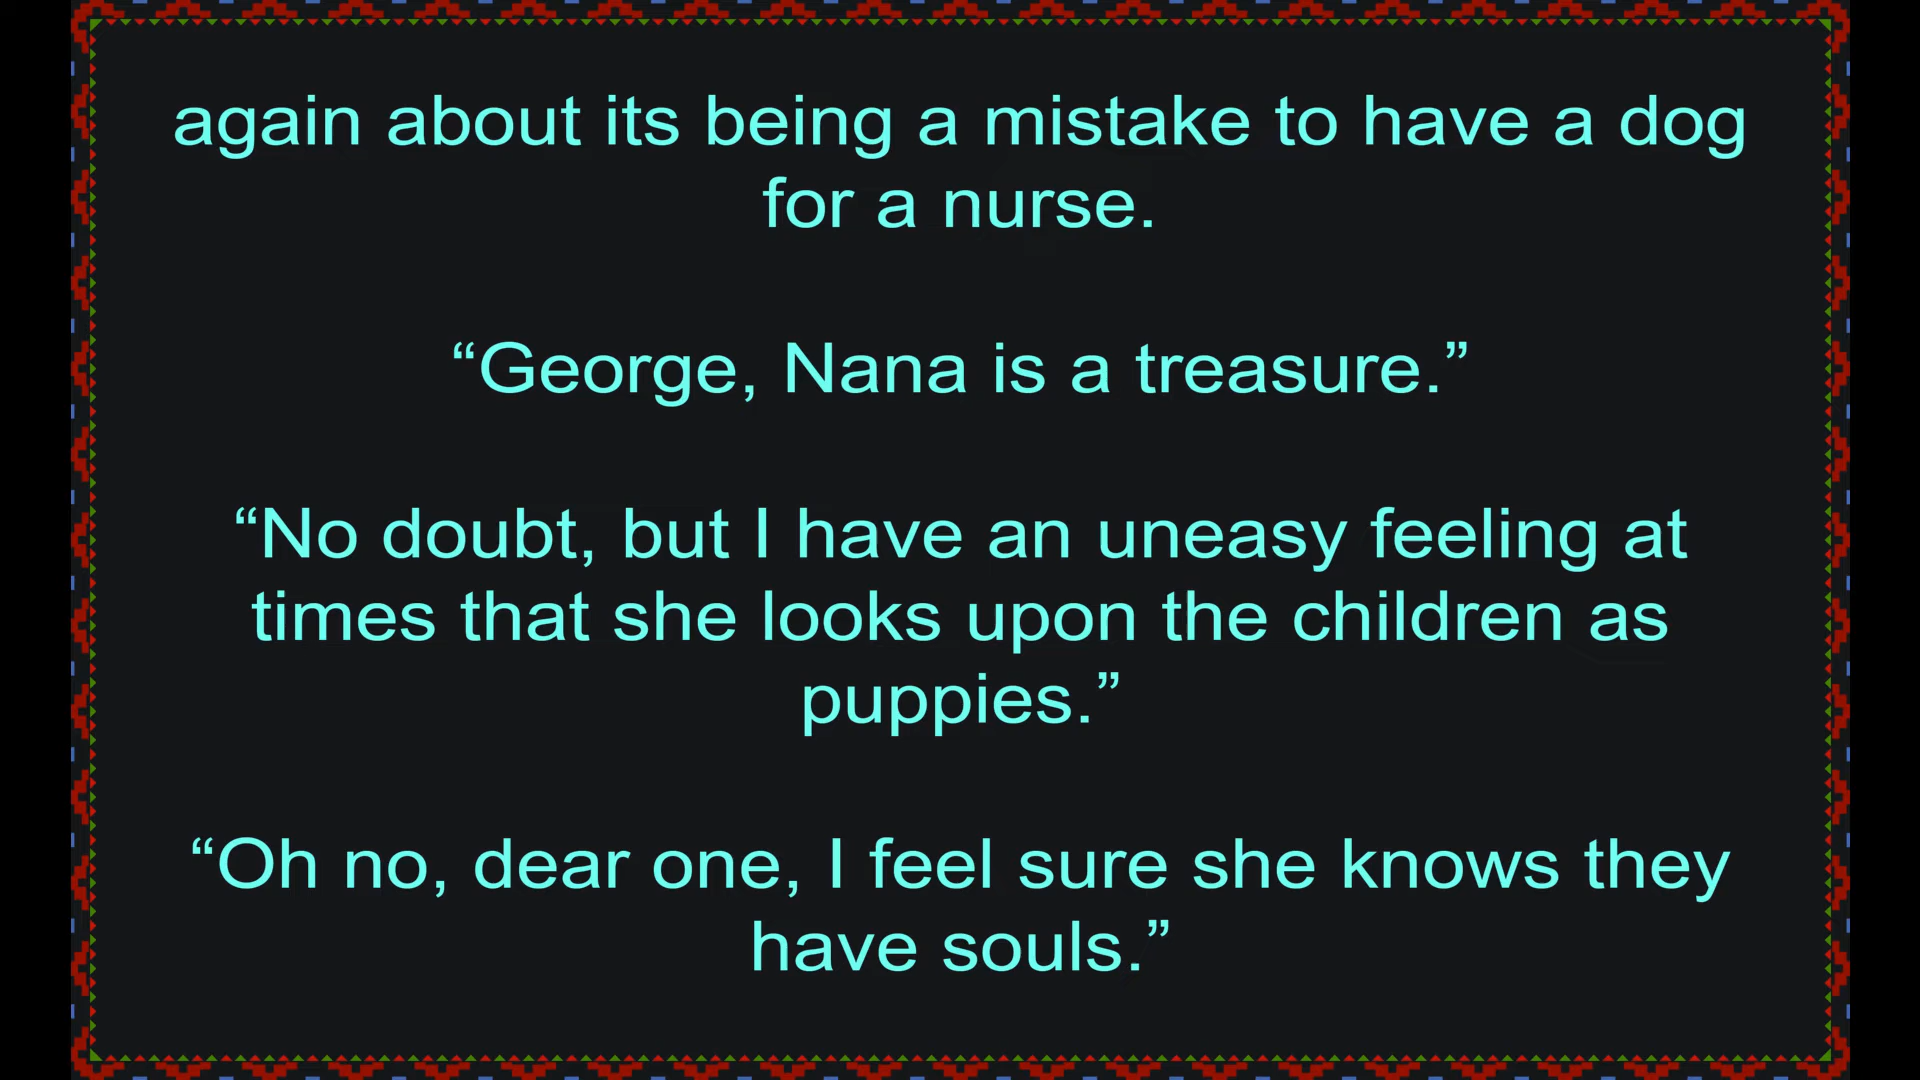 again about its being a mistake to have a dog
for a nurse.
“George, Nana is a treasure.”
“No doubt, but I have an uneasy feeling at
times that she looks upon the children as
puppies.”
“Oh no, dear one, I feel sure she knows they
have souls.”